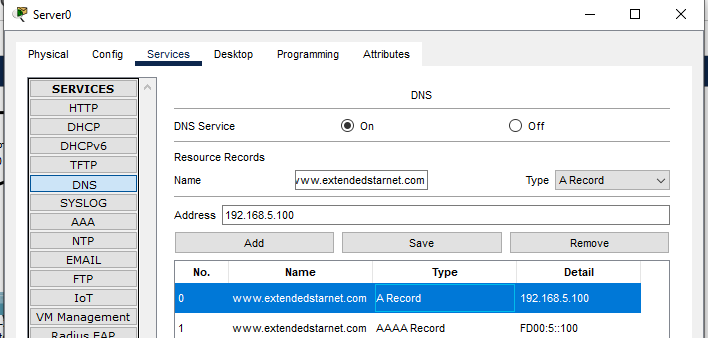 Server0
Physical Config Services Desktop Programming Attributes
SERVICES
HTTP
DHCP
DHCPv6
TFTP
DNS
SYSLOG
AAA
NTP
EMAIL
FTP
IoT
VM Management
Radius EAP
DNS
DNS Service On Off
Resource Records
Name www.extendedstarnet.com Type A Record
Address 192.168.5.100
Add Save Remove
No. Name Type Detail
0 www.extendedstarnet.com A Record 192.168.5.100
1 www.extendedstarnet.com AAAA Record FD00:5::100